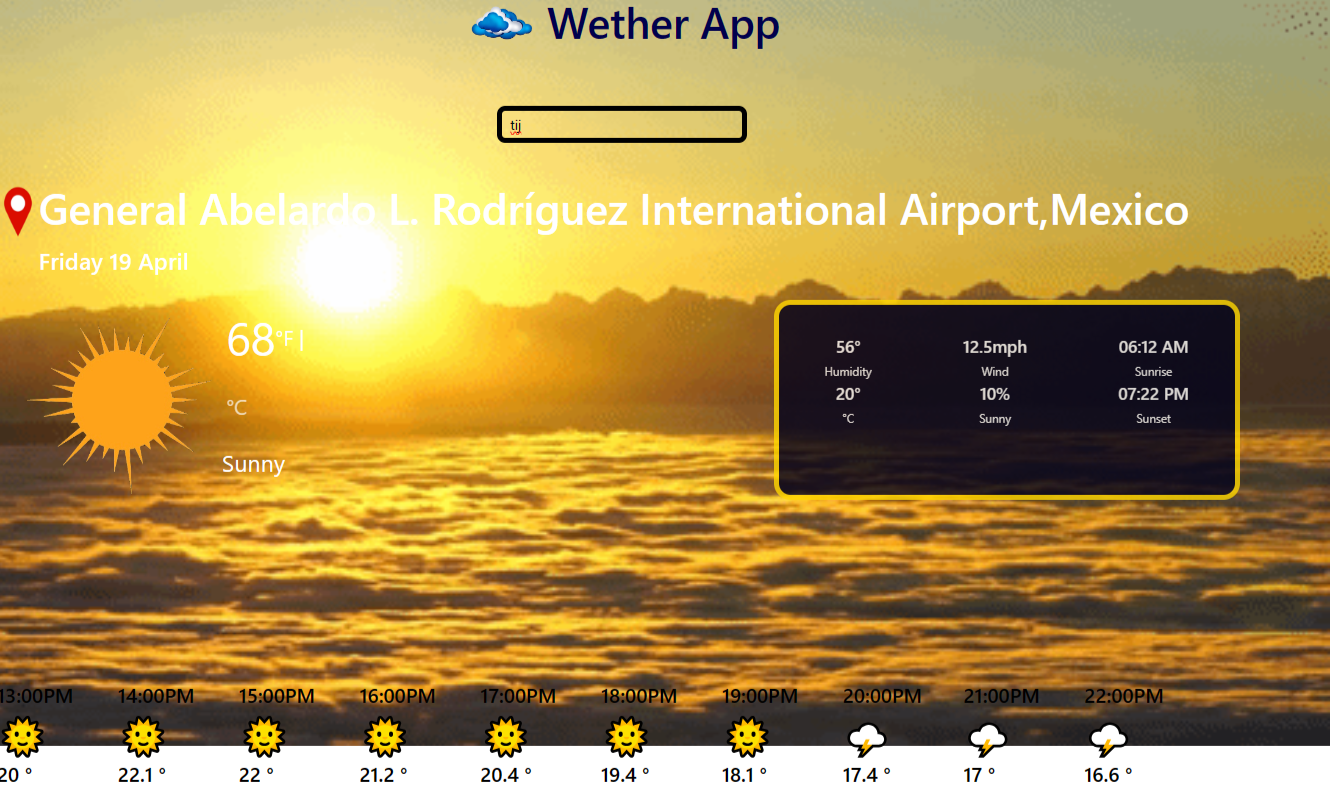 Wether App
tij
General Abelardo L. Rodríguez International Airport,Mexico
Friday 19 April
68°F |
°C
Sunny
56° 12.5mph 06:12 AM
Humidity Wind Sunrise
20° 10% 07:22 PM
°C Sunny Sunset
13:00PM 14:00PM 15:00PM 16:00PM 17:00PM 18:00PM 19:00PM 20:00PM 21:00PM 22:00PM
20 ° 22.1 ° 22 ° 21.2 ° 20.4 ° 19.4 ° 18.1 ° 17.4 ° 17 ° 16.6 °